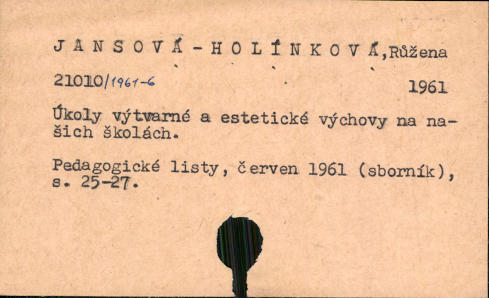 JANSOVÁ-HOLÍNKOVÁ,Růžena
21010/1961-6
1961
Úkoly výtvarné a estetické výchovy na na-
šich školách.
Pedagogické listy, červen 1961 (sborník),
s. 25-27.